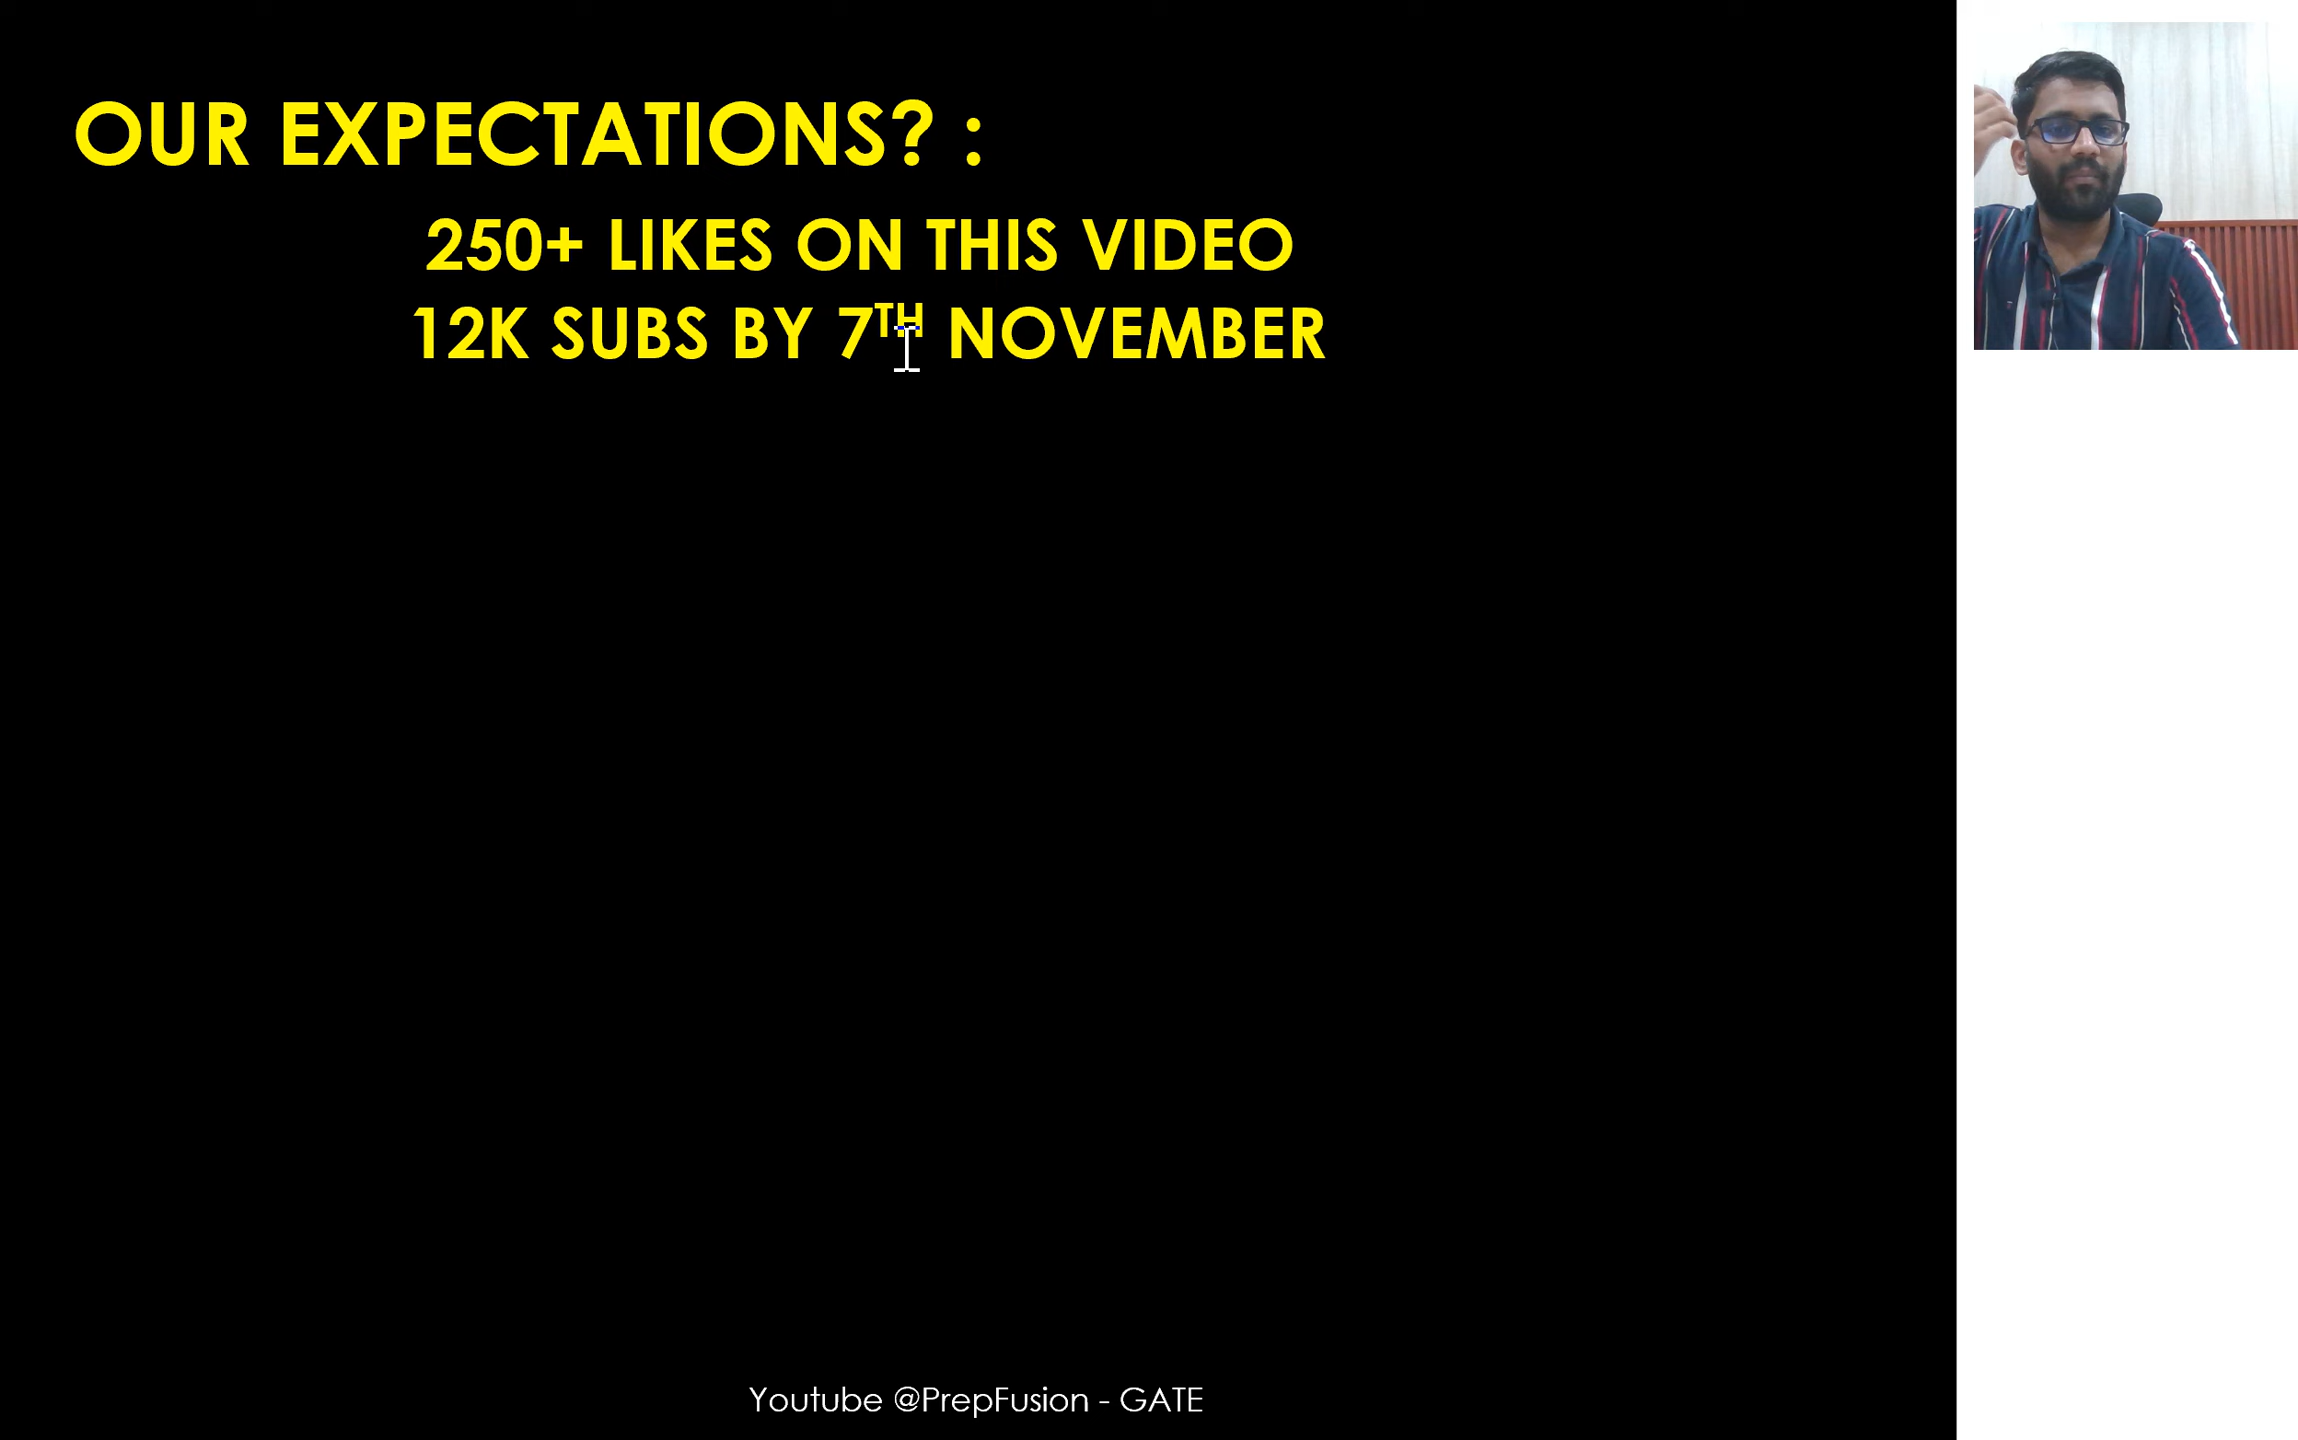 OUR EXPECTATIONS? :
250+ LIKES ON THIS VIDEO
12K SUBS BY 7TH NOVEMBER
Youtube @PrepFusion - GATE